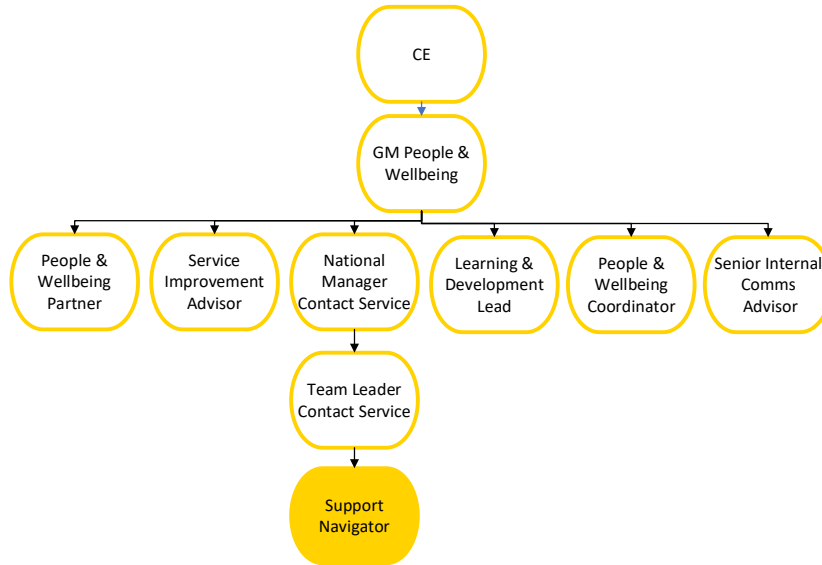 CE
GM People &
Wellbeing
People &
Wellbeing
Partner
Service
Improvement
Advisor
National
Manager
Contact Service
Learning &
Development
Lead
People &
Wellbeing
Coordinator
Senior Internal
Comms
Advisor
Team Leader
Contact Service
Support
Navigator